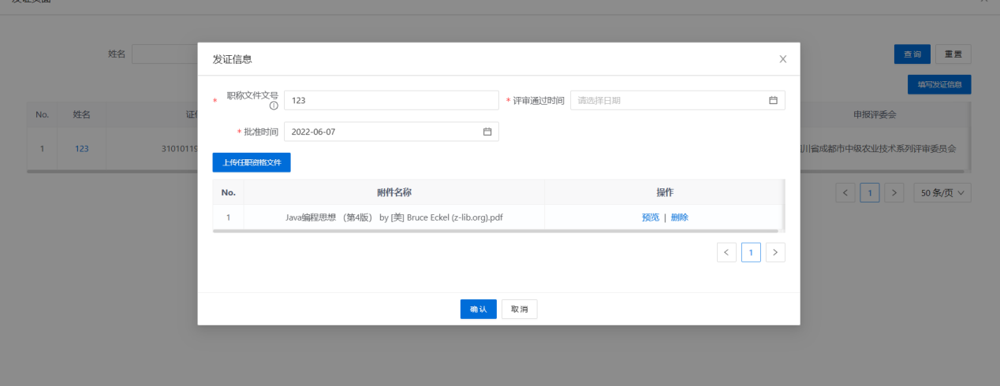 发证页面
姓名
查询
重置
填写发证信息
No.
姓名
申报评委会
1
123
31010119
川省成都市中级农业技术系列评审委员会
1
50 条/页
发证信息
* 职称文件文号
123
* 评审通过时间
请选择日期
* 批准时间
2022-06-07
上传任职资格文件
No.
附件名称
操作
1
Java编程思想 （第4版） by [美] Bruce Eckel (z-lib.org).pdf
预览 | 删除
1
确认
取消